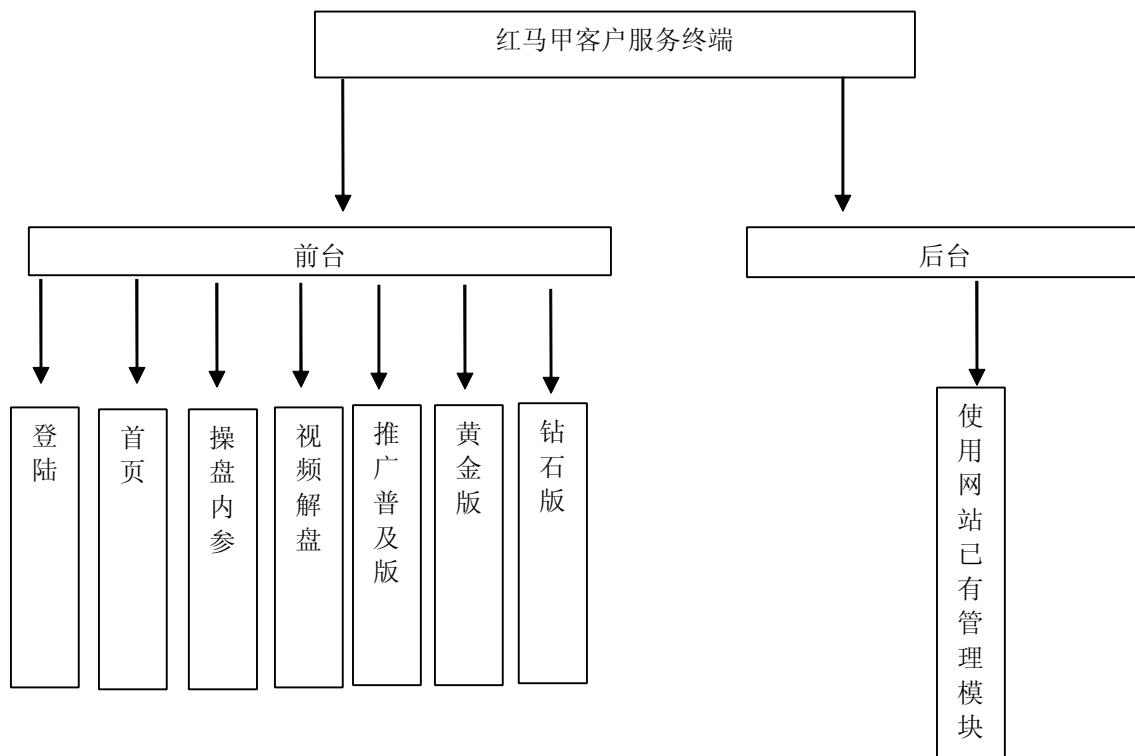 红马甲客户服务终端
前台
后台
登陆
首页
操盘内参
视频解盘
推广普及版
黄金版
钻石版
使用网站已有管理模块